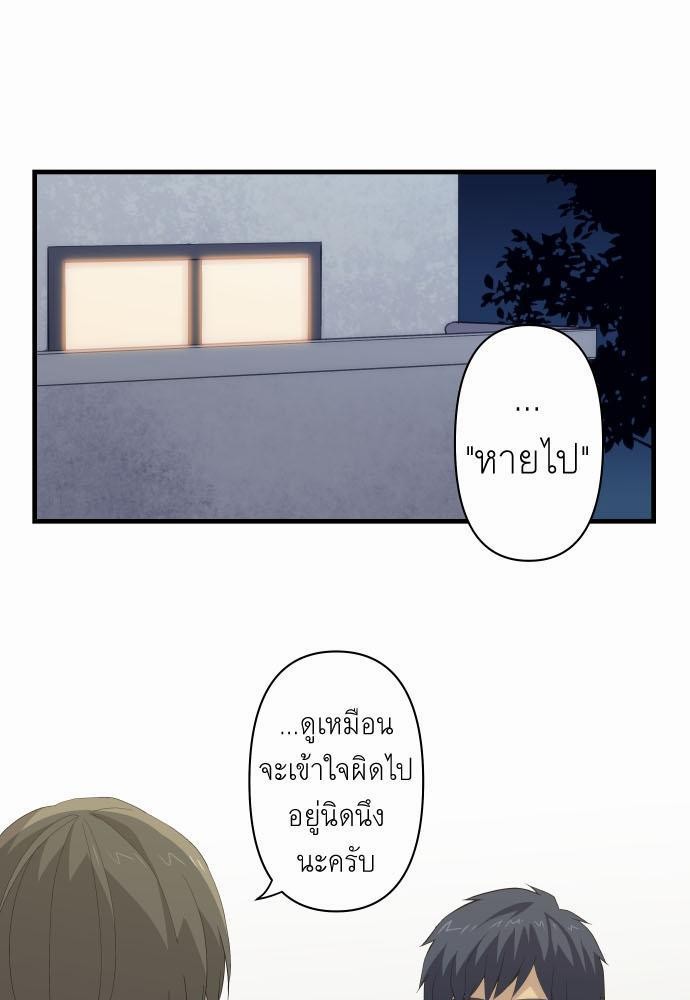 ...
"หายไป"
...ดูเหมือน
จะเข้าใจผิดไป
อยู่นิดนึง
นะครับ